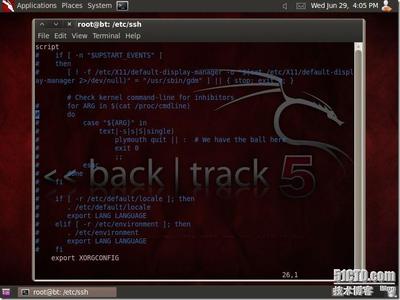 Applications Places System
Wed Jun 29, 4:05 PM
root@bt: /etc/ssh
File Edit View Terminal Help
script
# if [ -n "$UPSTART_EVENTS" ]
# then
# [ ! -f /etc/X11/default-display-manager -o "$(cat /etc/X11/default-displ
ay-manager 2>/dev/null)" = "/usr/sbin/gdm" ] || { stop; exit 0; }
#
# # Check kernel command-line for inhibitors
# for ARG in $(cat /proc/cmdline)
# do
# case "${ARG}" in
# text|-s|s|S|single)
# plymouth quit || : # We have the ball here
# exit 0
# ;;
# esac
# done
# fi
<< back | track 5
# if [ -r /etc/default/locale ]; then
# . /etc/default/locale
# export LANG LANGUAGE
# elif [ -r /etc/environment ]; then
# . /etc/environment
# export LANG LANGUAGE
# fi
export XORGCONFIG
26,1
51CTO.com
技术博客 Blog
root@bt: /etc/ssh